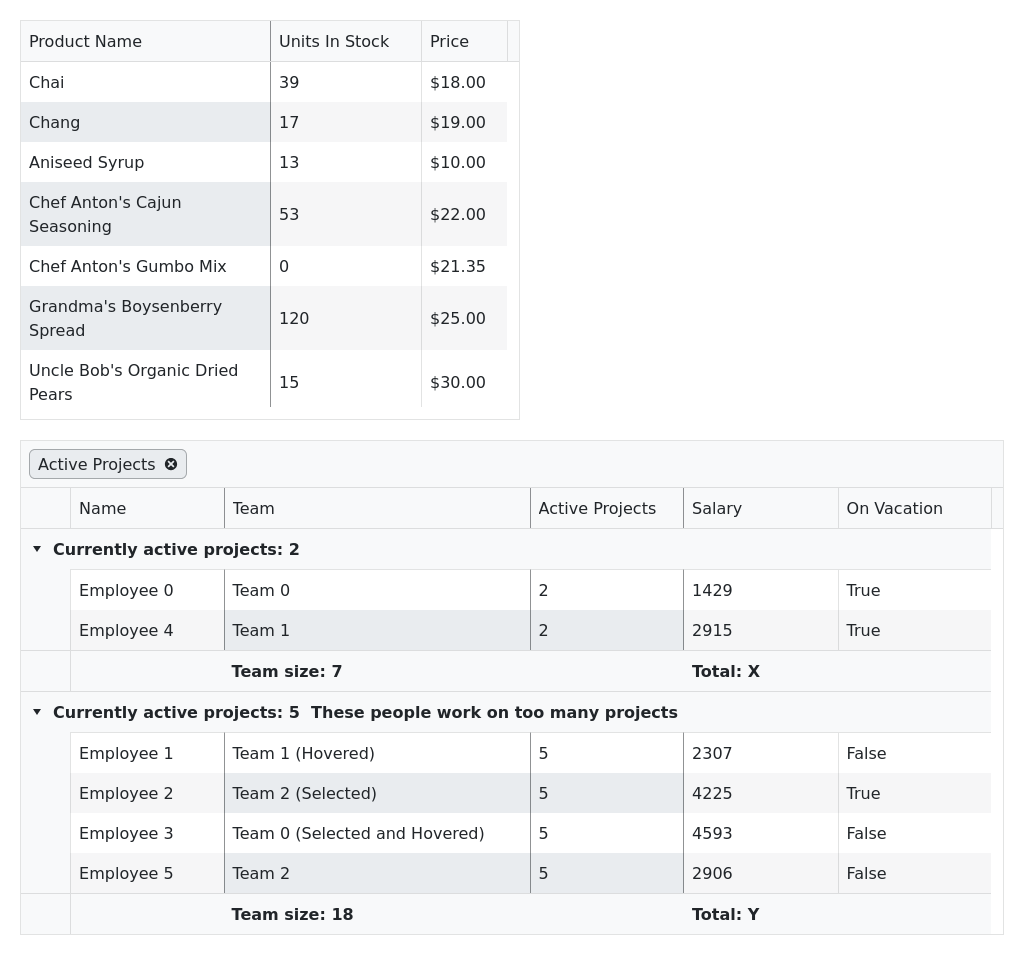 Product Name Units In Stock Price
Chai 39 $18.00
Chang 17 $19.00
Aniseed Syrup 13 $10.00
Chef Anton's Cajun
Seasoning 53 $22.00
Chef Anton's Gumbo Mix 0 $21.35
Grandma's Boysenberry
Spread 120 $25.00
Uncle Bob's Organic Dried
Pears 15 $30.00
Active Projects
Name Team Active Projects Salary On Vacation
Currently active projects: 2
Employee 0 Team 0 2 1429 True
Employee 4 Team 1 2 2915 True
Team size: 7 Total: X
Currently active projects: 5 These people work on too many projects
Employee 1 Team 1 (Hovered) 5 2307 False
Employee 2 Team 2 (Selected) 5 4225 True
Employee 3 Team 0 (Selected and Hovered) 5 4593 False
Employee 5 Team 2 5 2906 False
Team size: 18 Total: Y